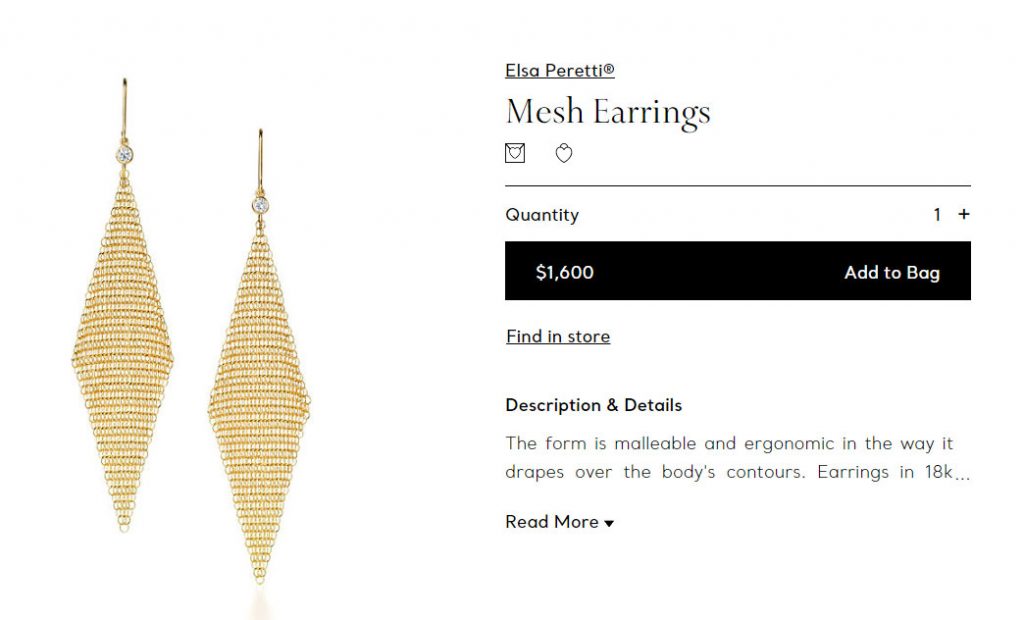 Elsa Peretti®
Mesh Earrings
Quantity 1 +
$1,600 Add to Bag
Find in store
Description & Details
The form is malleable and ergonomic in the way it
drapes over the body's contours. Earrings in 18k...
Read More